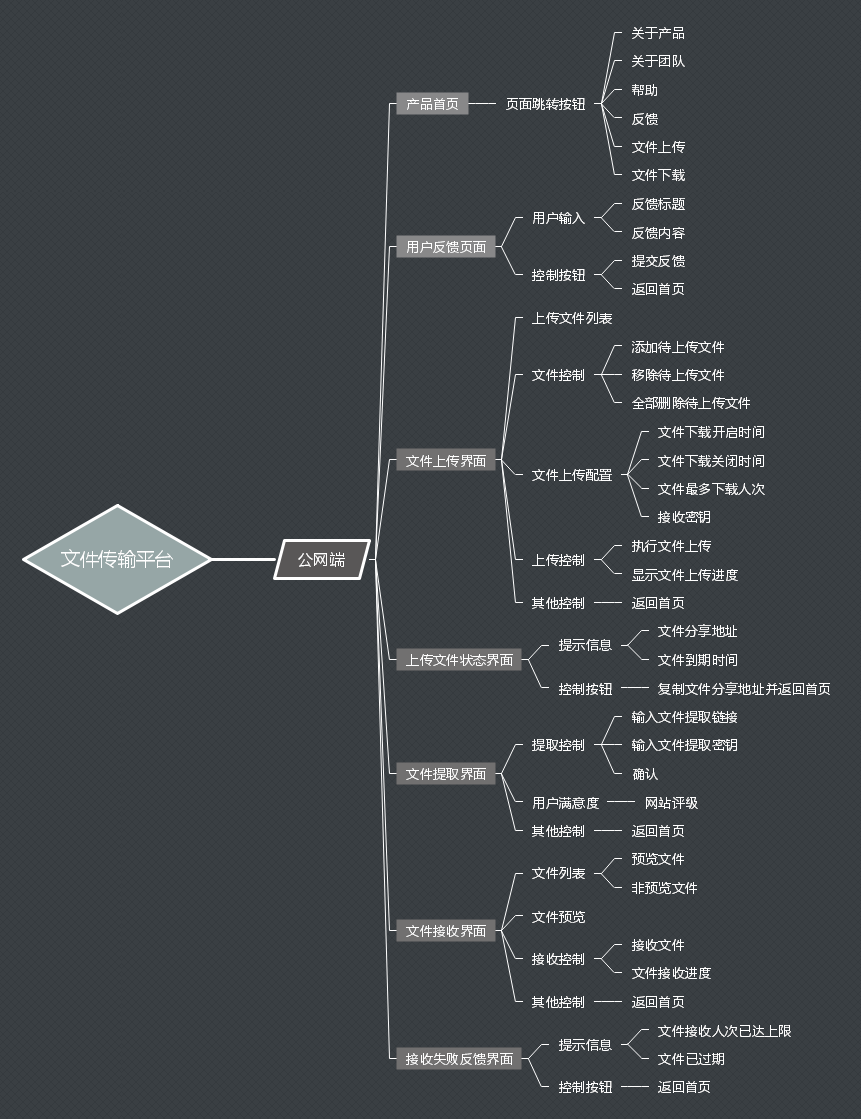 文件传输平台
公网端
产品首页
页面跳转按钮
关于产品
关于团队
帮助
反馈
文件上传
文件下载
用户反馈页面
用户输入
反馈标题
反馈内容
控制按钮
提交反馈
返回首页
文件上传界面
上传文件列表
文件控制
添加待上传文件
移除待上传文件
全部删除待上传文件
文件上传配置
文件下载开启时间
文件下载关闭时间
文件最多下载人次
接收密钥
上传控制
执行文件上传
显示文件上传进度
其他控制
返回首页
上传文件状态界面
提示信息
文件分享地址
文件到期时间
控制按钮
复制文件分享地址并返回首页
文件提取界面
提取控制
输入文件提取链接
输入文件提取密钥
确认
用户满意度
网站评级
其他控制
返回首页
文件接收界面
文件列表
预览文件
非预览文件
文件预览
接收控制
接收文件
文件接收进度
其他控制
返回首页
接收失败反馈界面
提示信息
文件接收人次已达上限
文件已过期
控制按钮
返回首页